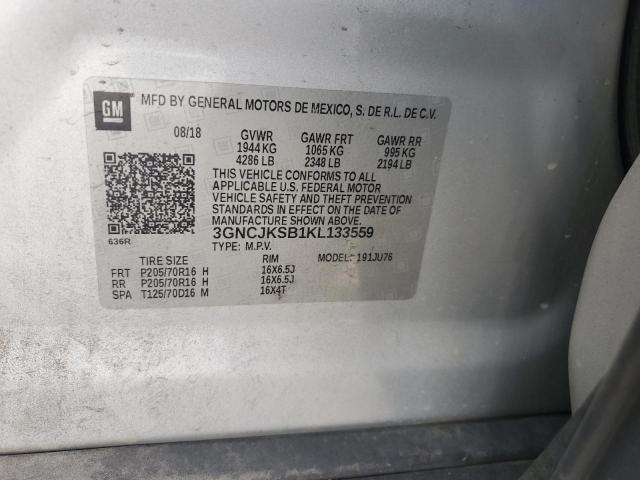 GM
MFD BY GENERAL MOTORS DE MEXICO, S. DE R.L. DE C.V.
08/18 GVWR GAWR FRT GAWR RR
1944 KG 1065 KG 995 KG
4286 LB 2348 LB 2194 LB
THIS VEHICLE CONFORMS TO ALL
APPLICABLE U.S. FEDERAL MOTOR
VEHICLE SAFETY AND THEFT PREVENTION
STANDARDS IN EFFECT ON THE DATE OF
MANUFACTURE SHOWN ABOVE.
3GNCJKSB1KL133559
636R TYPE: M.P.V.
TIRE SIZE RIM MODEL: 191JU76
FRT P205/70R16 H 16X6.5J
RR P205/70R16 H 16X6.5J
SPA T125/70D16 M 16X4T